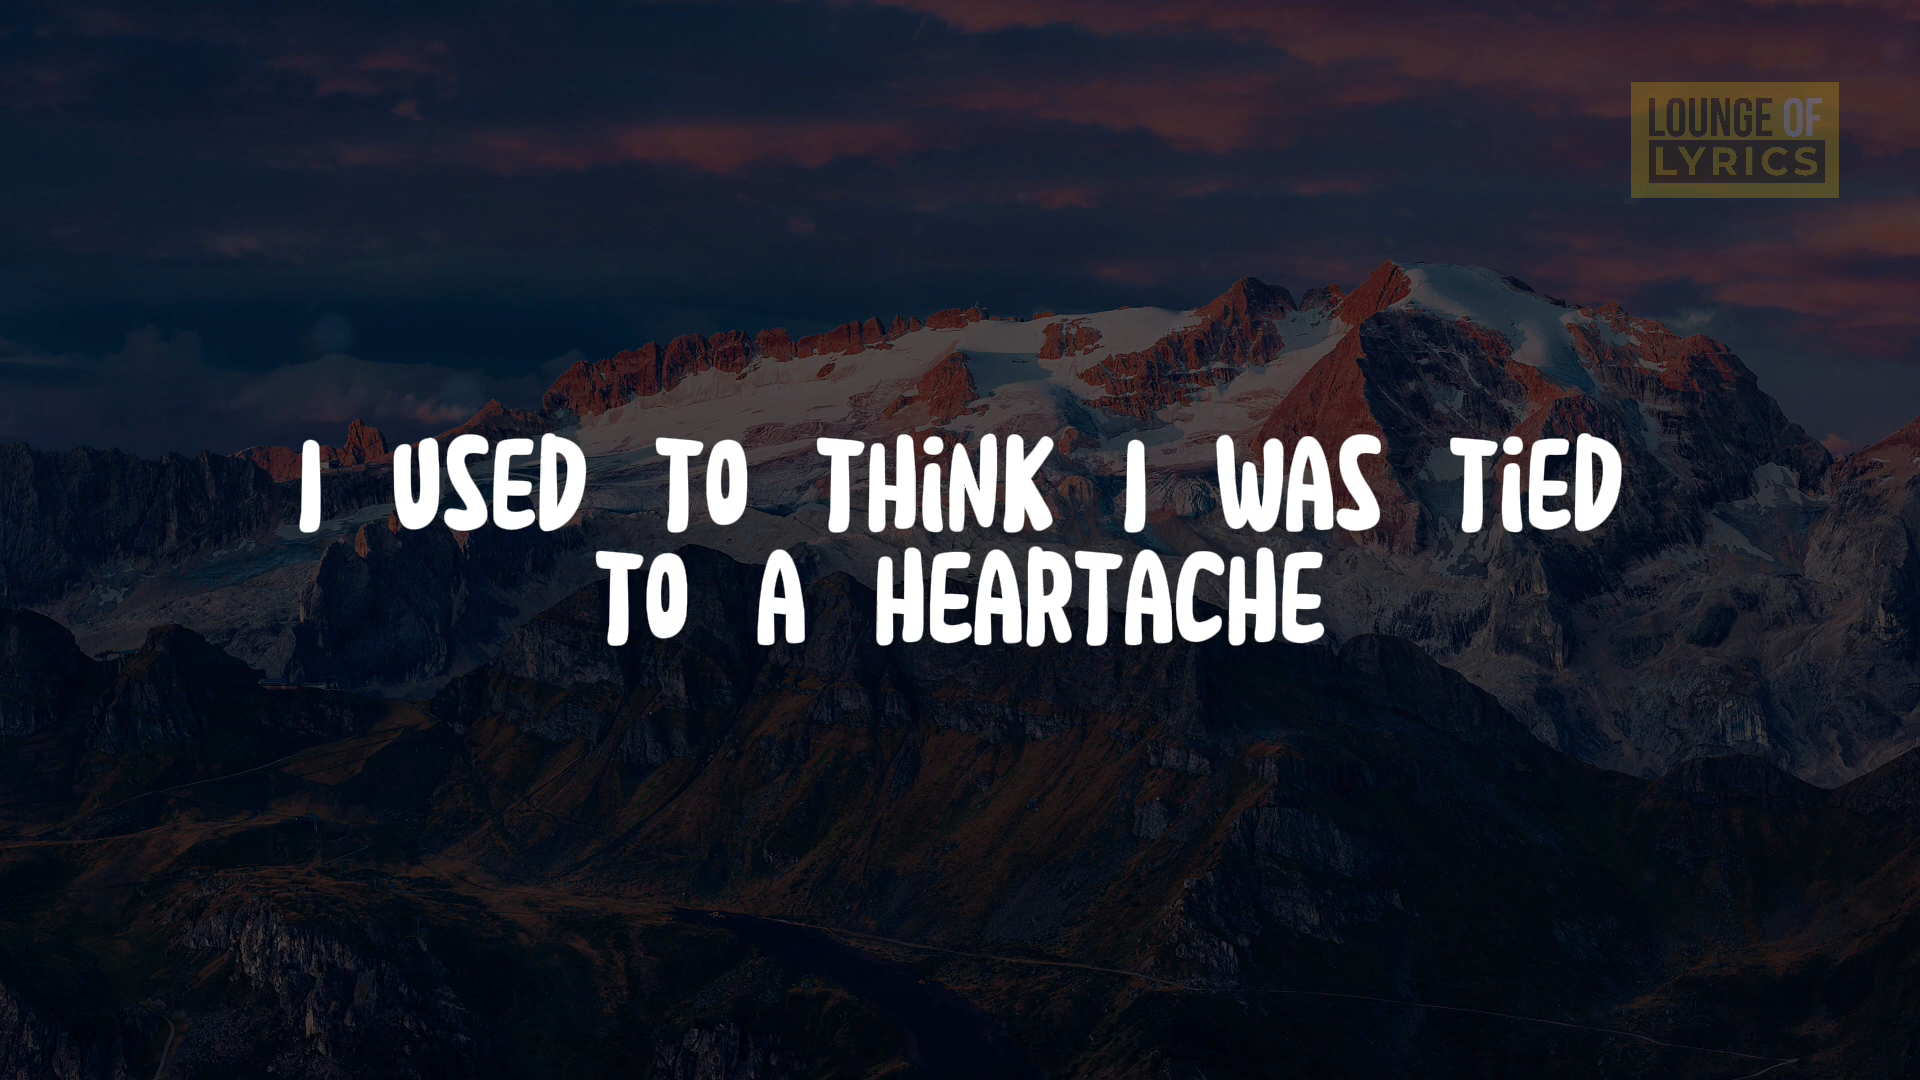 LOUNGE OF
LYRICS
I USED TO THINK I WAS TIED
TO A HEARTACHE